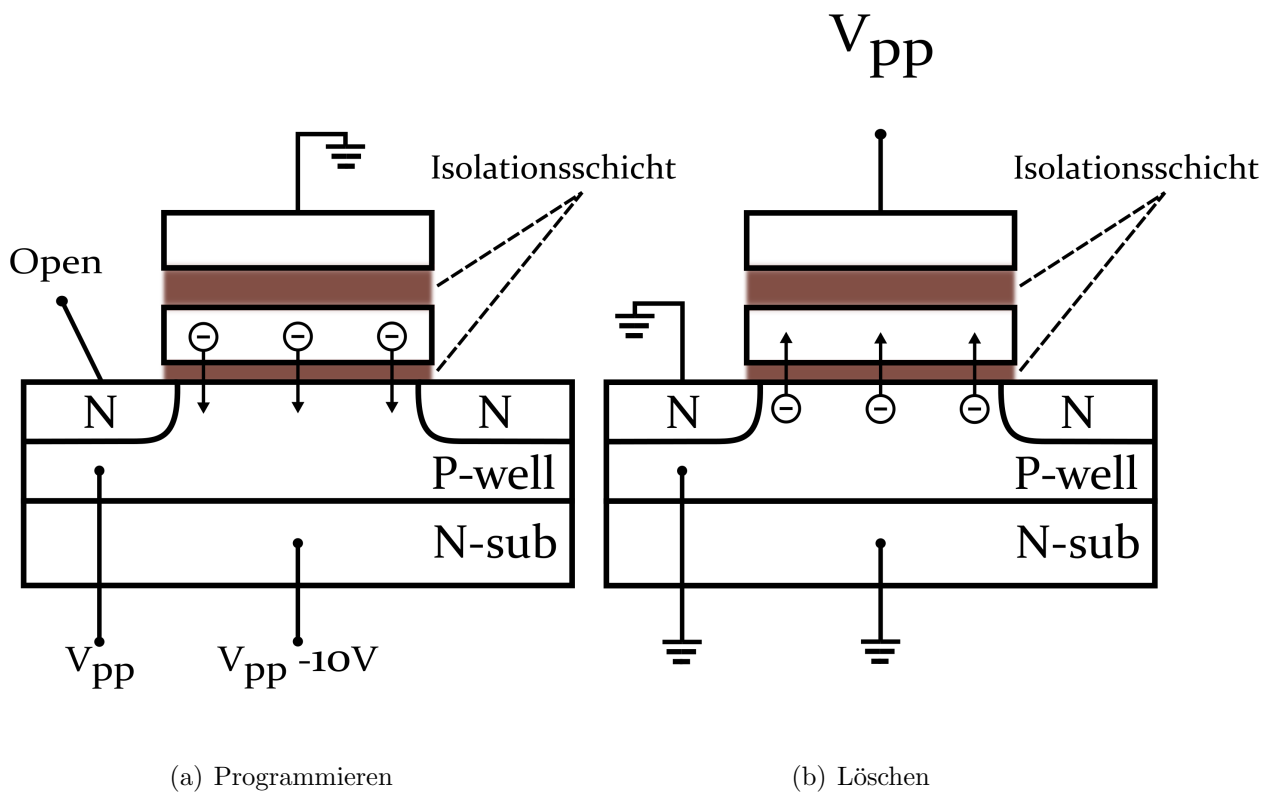 Vpp
Isolationsschicht
Isolationsschicht
Open
N
N
N
N
P-well
P-well
N-sub
N-sub
Vpp
Vpp -10V
(a) Programmieren
(b) Löschen